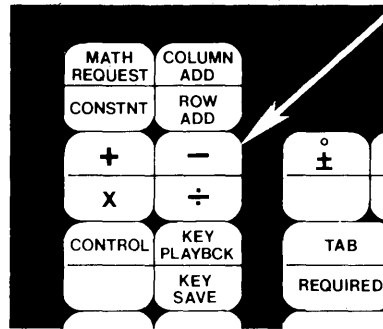 MATH REQUEST
COLUMN ADD
CONSTNT
ROW ADD
+
−
x
÷
°
±
CONTROL
KEY PLAYBCK
KEY SAVE
TAB
REQUIRED